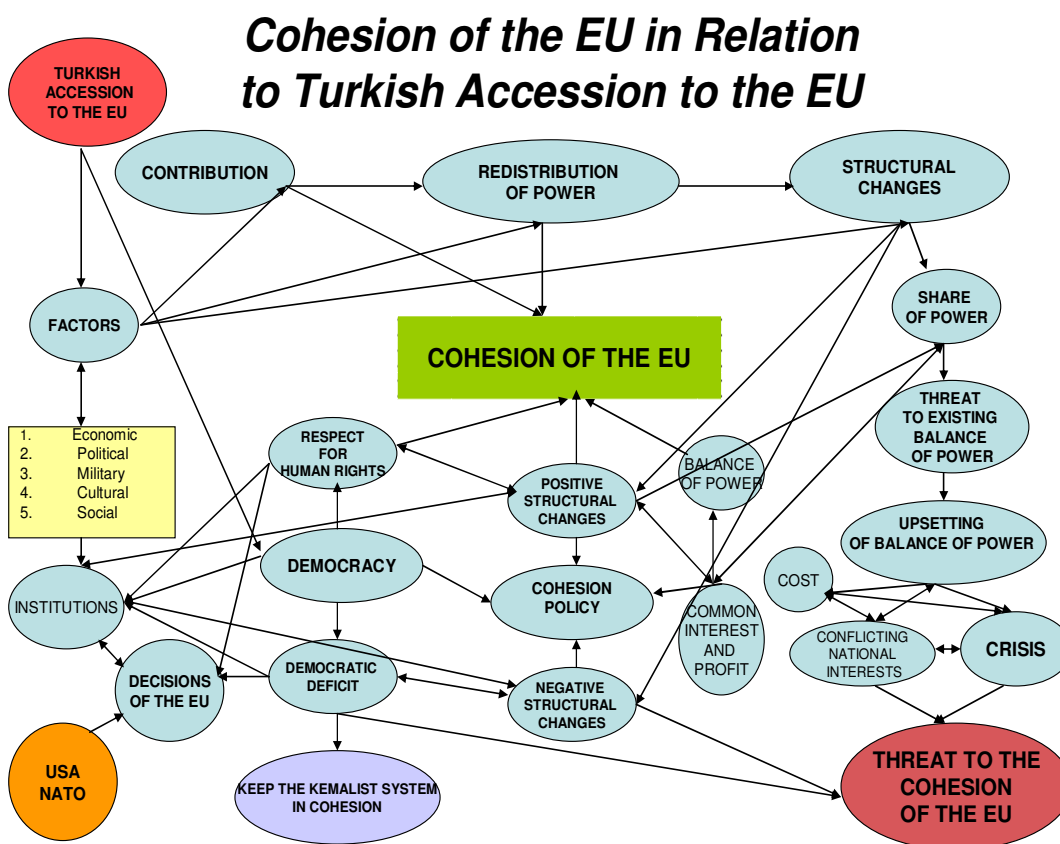 Cohesion of the EU in Relation
to Turkish Accession to the EU
TURKISH
ACCESSION
TO THE EU
CONTRIBUTION
REDISTRIBUTION
OF POWER
STRUCTURAL
CHANGES
FACTORS
SHARE
OF POWER
COHESION OF THE EU
THREAT
TO EXISTING
BALANCE
OF POWER
1. Economic
2. Political
3. Military
4. Cultural
5. Social
RESPECT
FOR
HUMAN RIGHTS
BALANCE
OF POWER
POSITIVE
STRUCTURAL
CHANGES
UPSETTING
OF BALANCE OF POWER
DEMOCRACY
COHESION
POLICY
COST
INSTITUTIONS
COMMON
INTEREST
AND
PROFIT
CONFLICTING
NATIONAL
INTERESTS
CRISIS
DECISIONS
OF THE EU
DEMOCRATIC
DEFICIT
NEGATIVE
STRUCTURAL
CHANGES
USA
NATO
KEEP THE KEMALIST SYSTEM
IN COHESION
THREAT TO THE
COHESION
OF THE EU